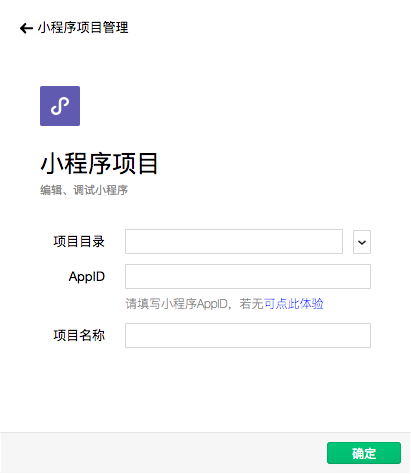 小程序项目管理
小程序项目
编辑、调试小程序
项目目录
AppID
请填写小程序AppID，若无可点此体验
项目名称
确定